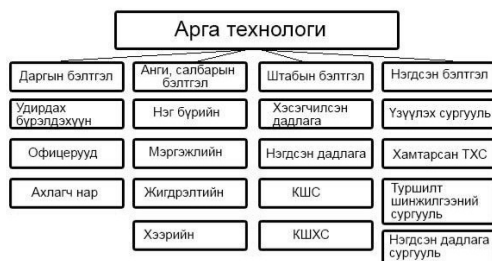 Арга технологи
Даргын бэлтгэл
Удирдах
бүрэлдэхүүн
Офицерууд
Ахлагч нар
Анги, салбарын
бэлтгэл
Нэг бүрийн
Мэргэжлийн
Жигдрэлтийн
Хээрийн
Штабын бэлтгэл
Хэсэгчилсэн
дадлага
Нэгдсэн дадлага
КШС
КШХС
Нэгдсэн бэлтгэл
Үзүүлэх сургууль
Хамтарсан ТХС
Туршилт
шинжилгээний
сургууль
Нэгдсэн дадлага
сургууль